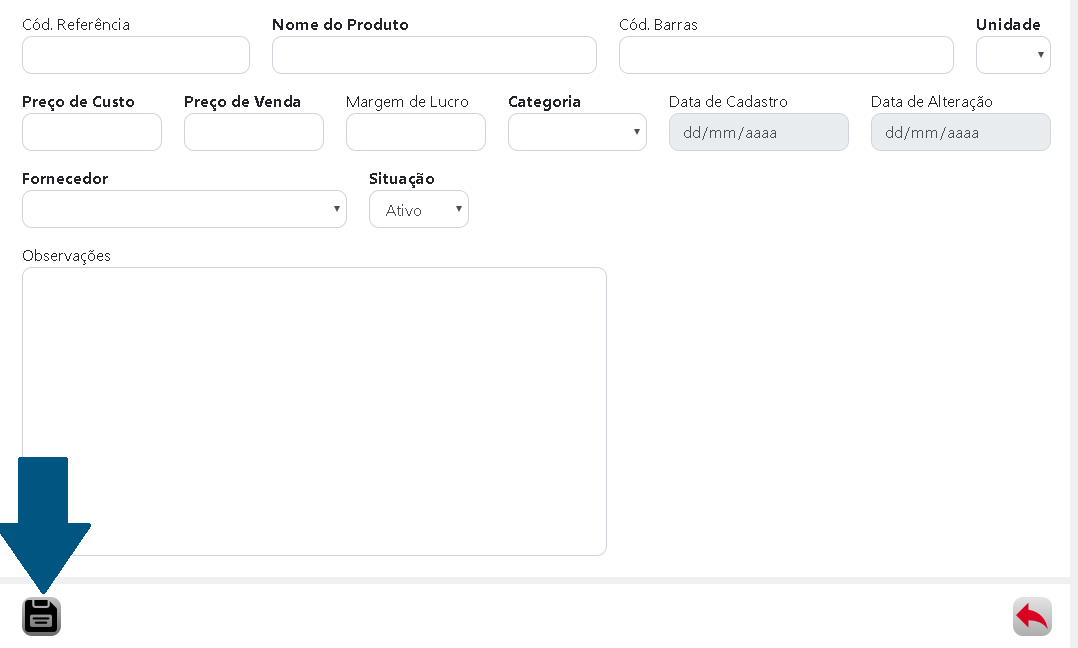 Cód. Referência Nome do Produto Cód. Barras Unidade
Preço de Custo Preço de Venda Margem de Lucro Categoria Data de Cadastro Data de Alteração
dd/mm/aaaa dd/mm/aaaa
Fornecedor Situação
Ativo
Observações